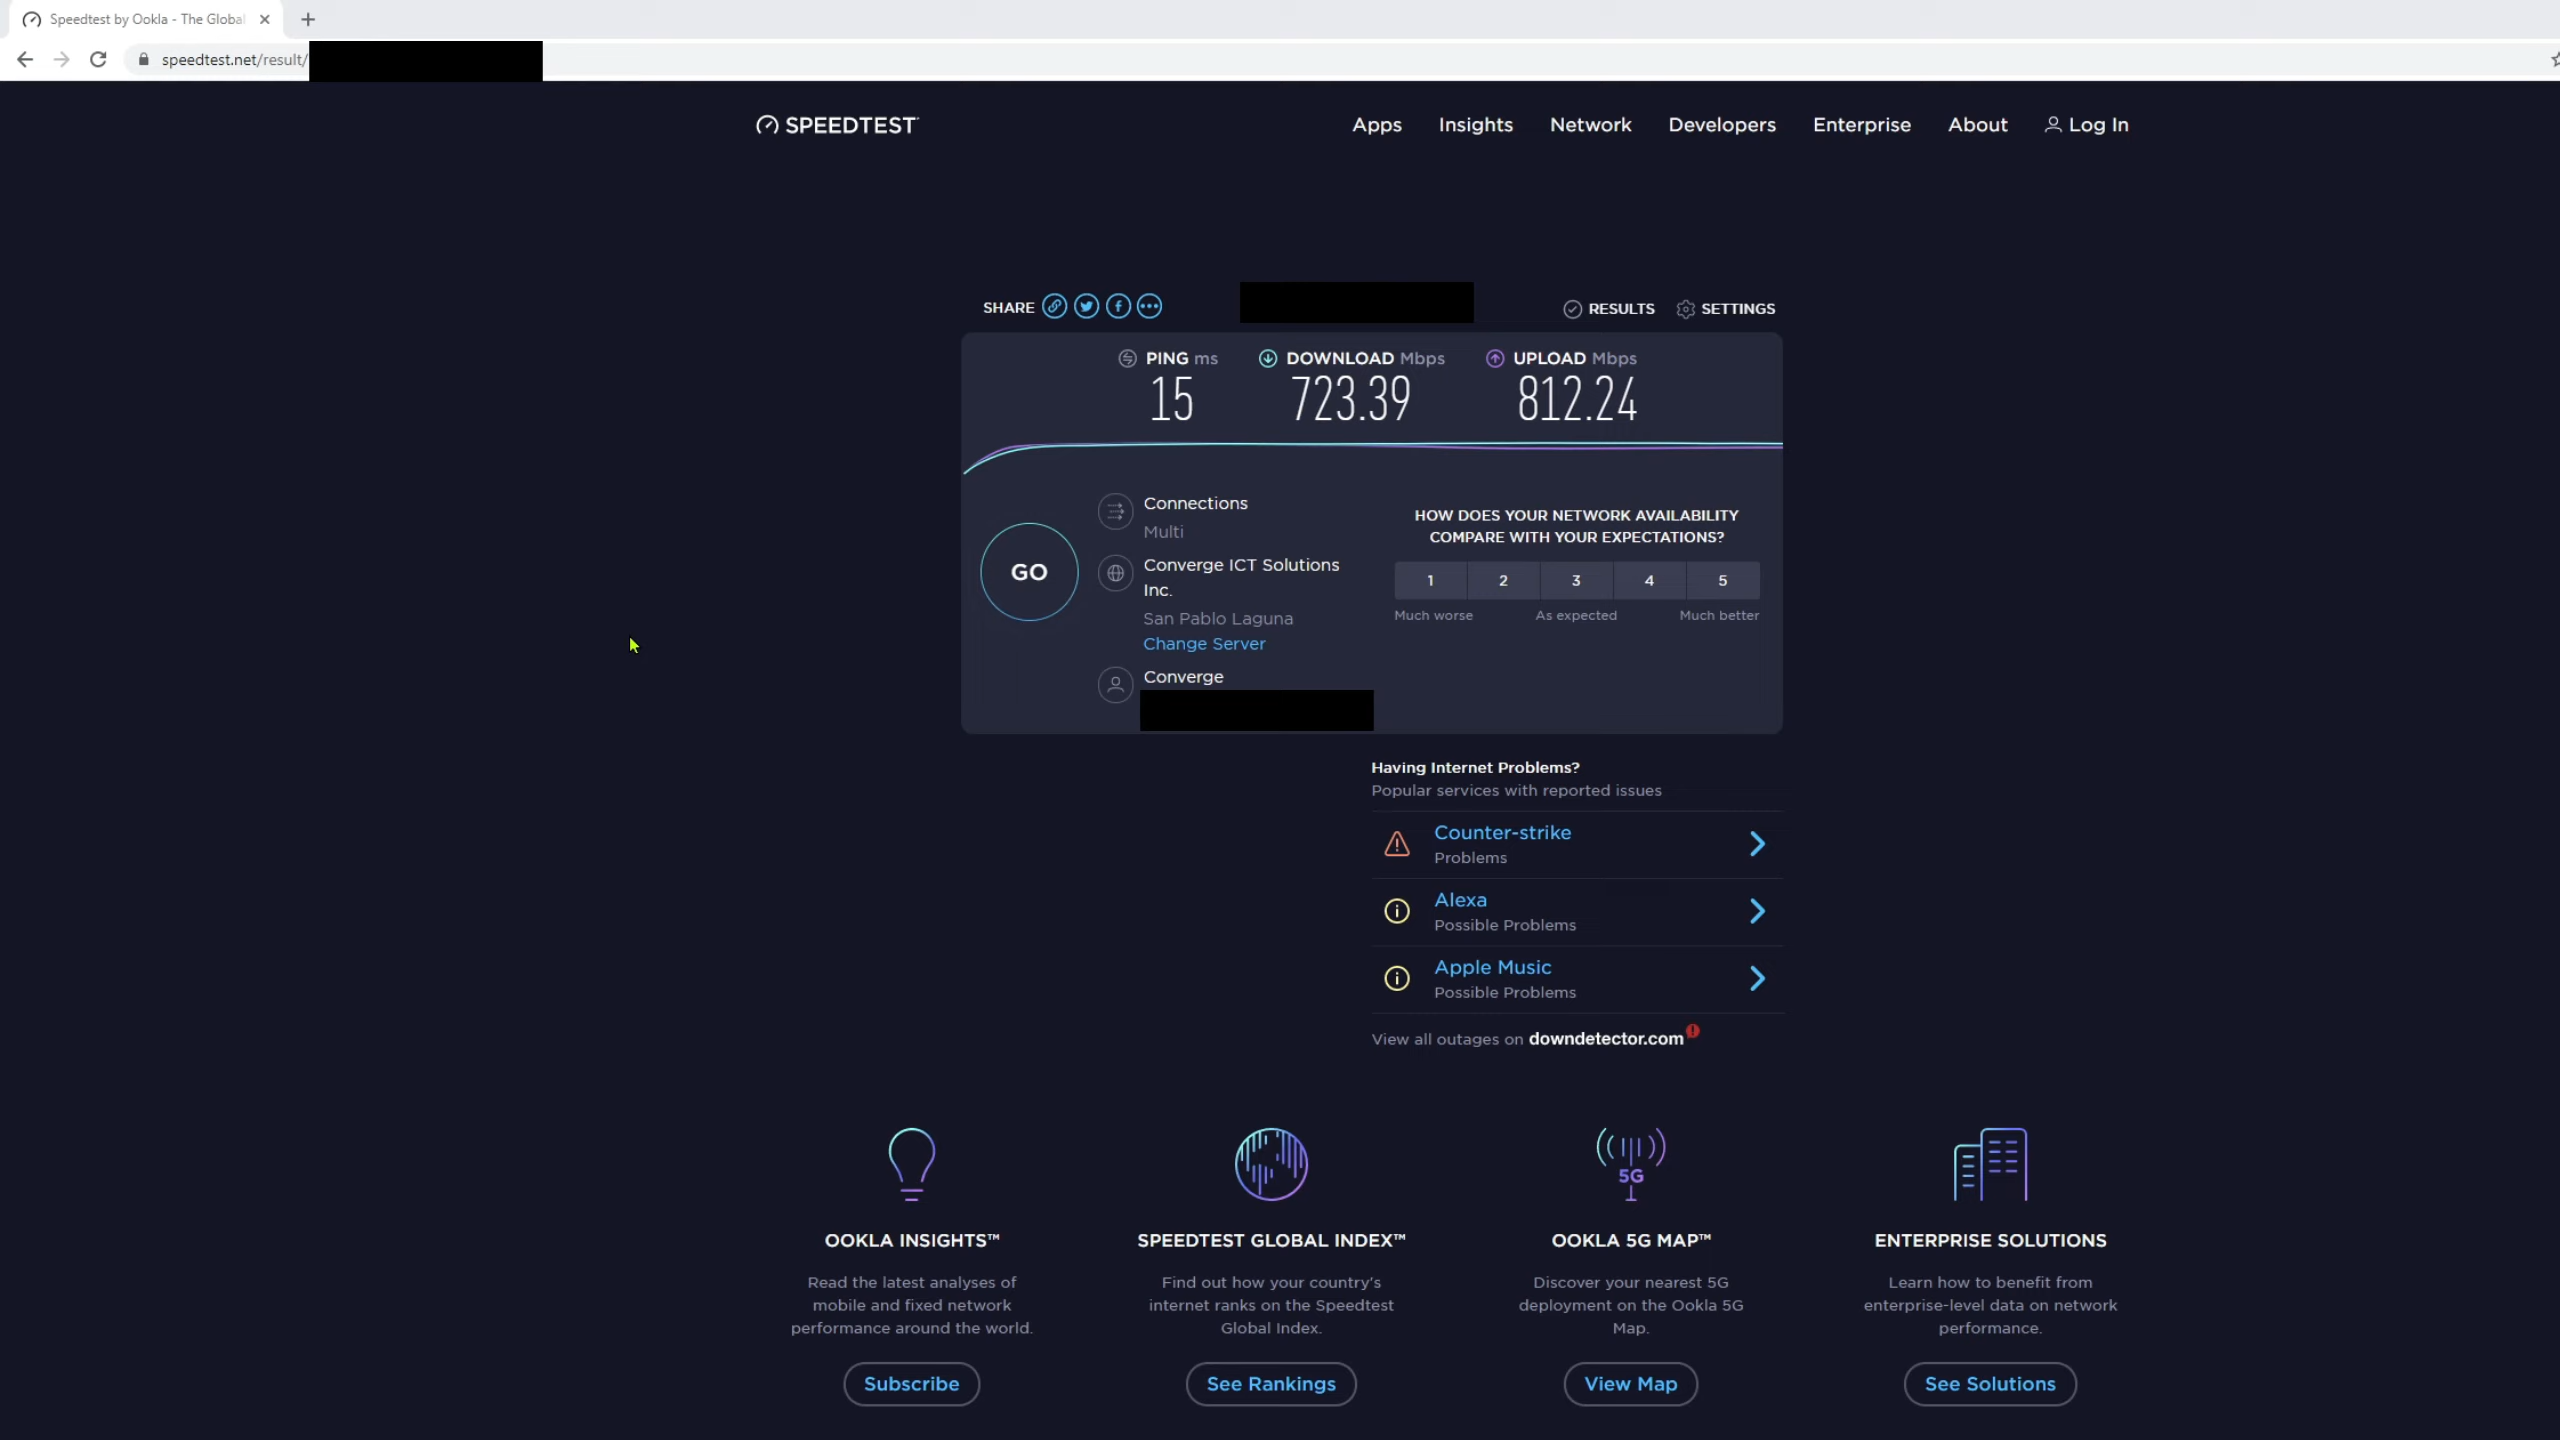 Speedtest by Ookla - The Global
speedtest.net/result/
SPEEDTEST
Apps Insights Network Developers Enterprise About Log In
SHARE
RESULTS SETTINGS
PING ms DOWNLOAD Mbps UPLOAD Mbps
15 723.39 812.24
GO
Connections
Multi
Converge ICT Solutions
Inc.
San Pablo Laguna
Change Server
Converge
HOW DOES YOUR NETWORK AVAILABILITY
COMPARE WITH YOUR EXPECTATIONS?
1 2 3 4 5
Much worse As expected Much better
Having Internet Problems?
Popular services with reported issues
Counter-strike
Problems
Alexa
Possible Problems
Apple Music
Possible Problems
View all outages on downdetector.com
5G
OOKLA INSIGHTS™
Read the latest analyses of
mobile and fixed network
performance around the world.
Subscribe
SPEEDTEST GLOBAL INDEX™
Find out how your country's
internet ranks on the Speedtest
Global Index.
See Rankings
OOKLA 5G MAP™
Discover your nearest 5G
deployment on the Ookla 5G
Map.
View Map
ENTERPRISE SOLUTIONS
Learn how to benefit from
enterprise-level data on network
performance.
See Solutions